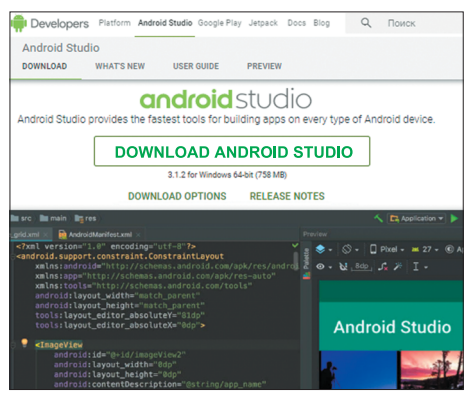 Developers Platform Android Studio Google Play Jetpack Docs Blog Поиск
Android Studio
DOWNLOAD WHAT'S NEW USER GUIDE PREVIEW
android studio
Android Studio provides the fastest tools for building apps on every type of Android device.
DOWNLOAD ANDROID STUDIO
3.1.2 for Windows 64-bit (758 MB)
DOWNLOAD OPTIONS RELEASE NOTES
src main res Application
_grid.xml AndroidManifest.xml Preview
<?xml version="1.0" encoding="utf-8"?>
Palette Pixel 27
<android.support.constraint.ConstraintLayout
xmlns:android="http://schemas.android.com/apk/res/andro
xmlns:app="http://schemas.android.com/apk/res-auto"
8dp
xmlns:tools="http://schemas.android.com/tools"
android:layout_width="match_parent"
android:layout_height="match_parent"
tools:layout_editor_absoluteY="81dp"
tools:layout_editor_absoluteX="0dp">
Android Studio
<ImageView
android:id="@+id/imageView2"
android:layout_width="0dp"
android:layout_height="0dp"
android:contentDescription="@string/app_name"